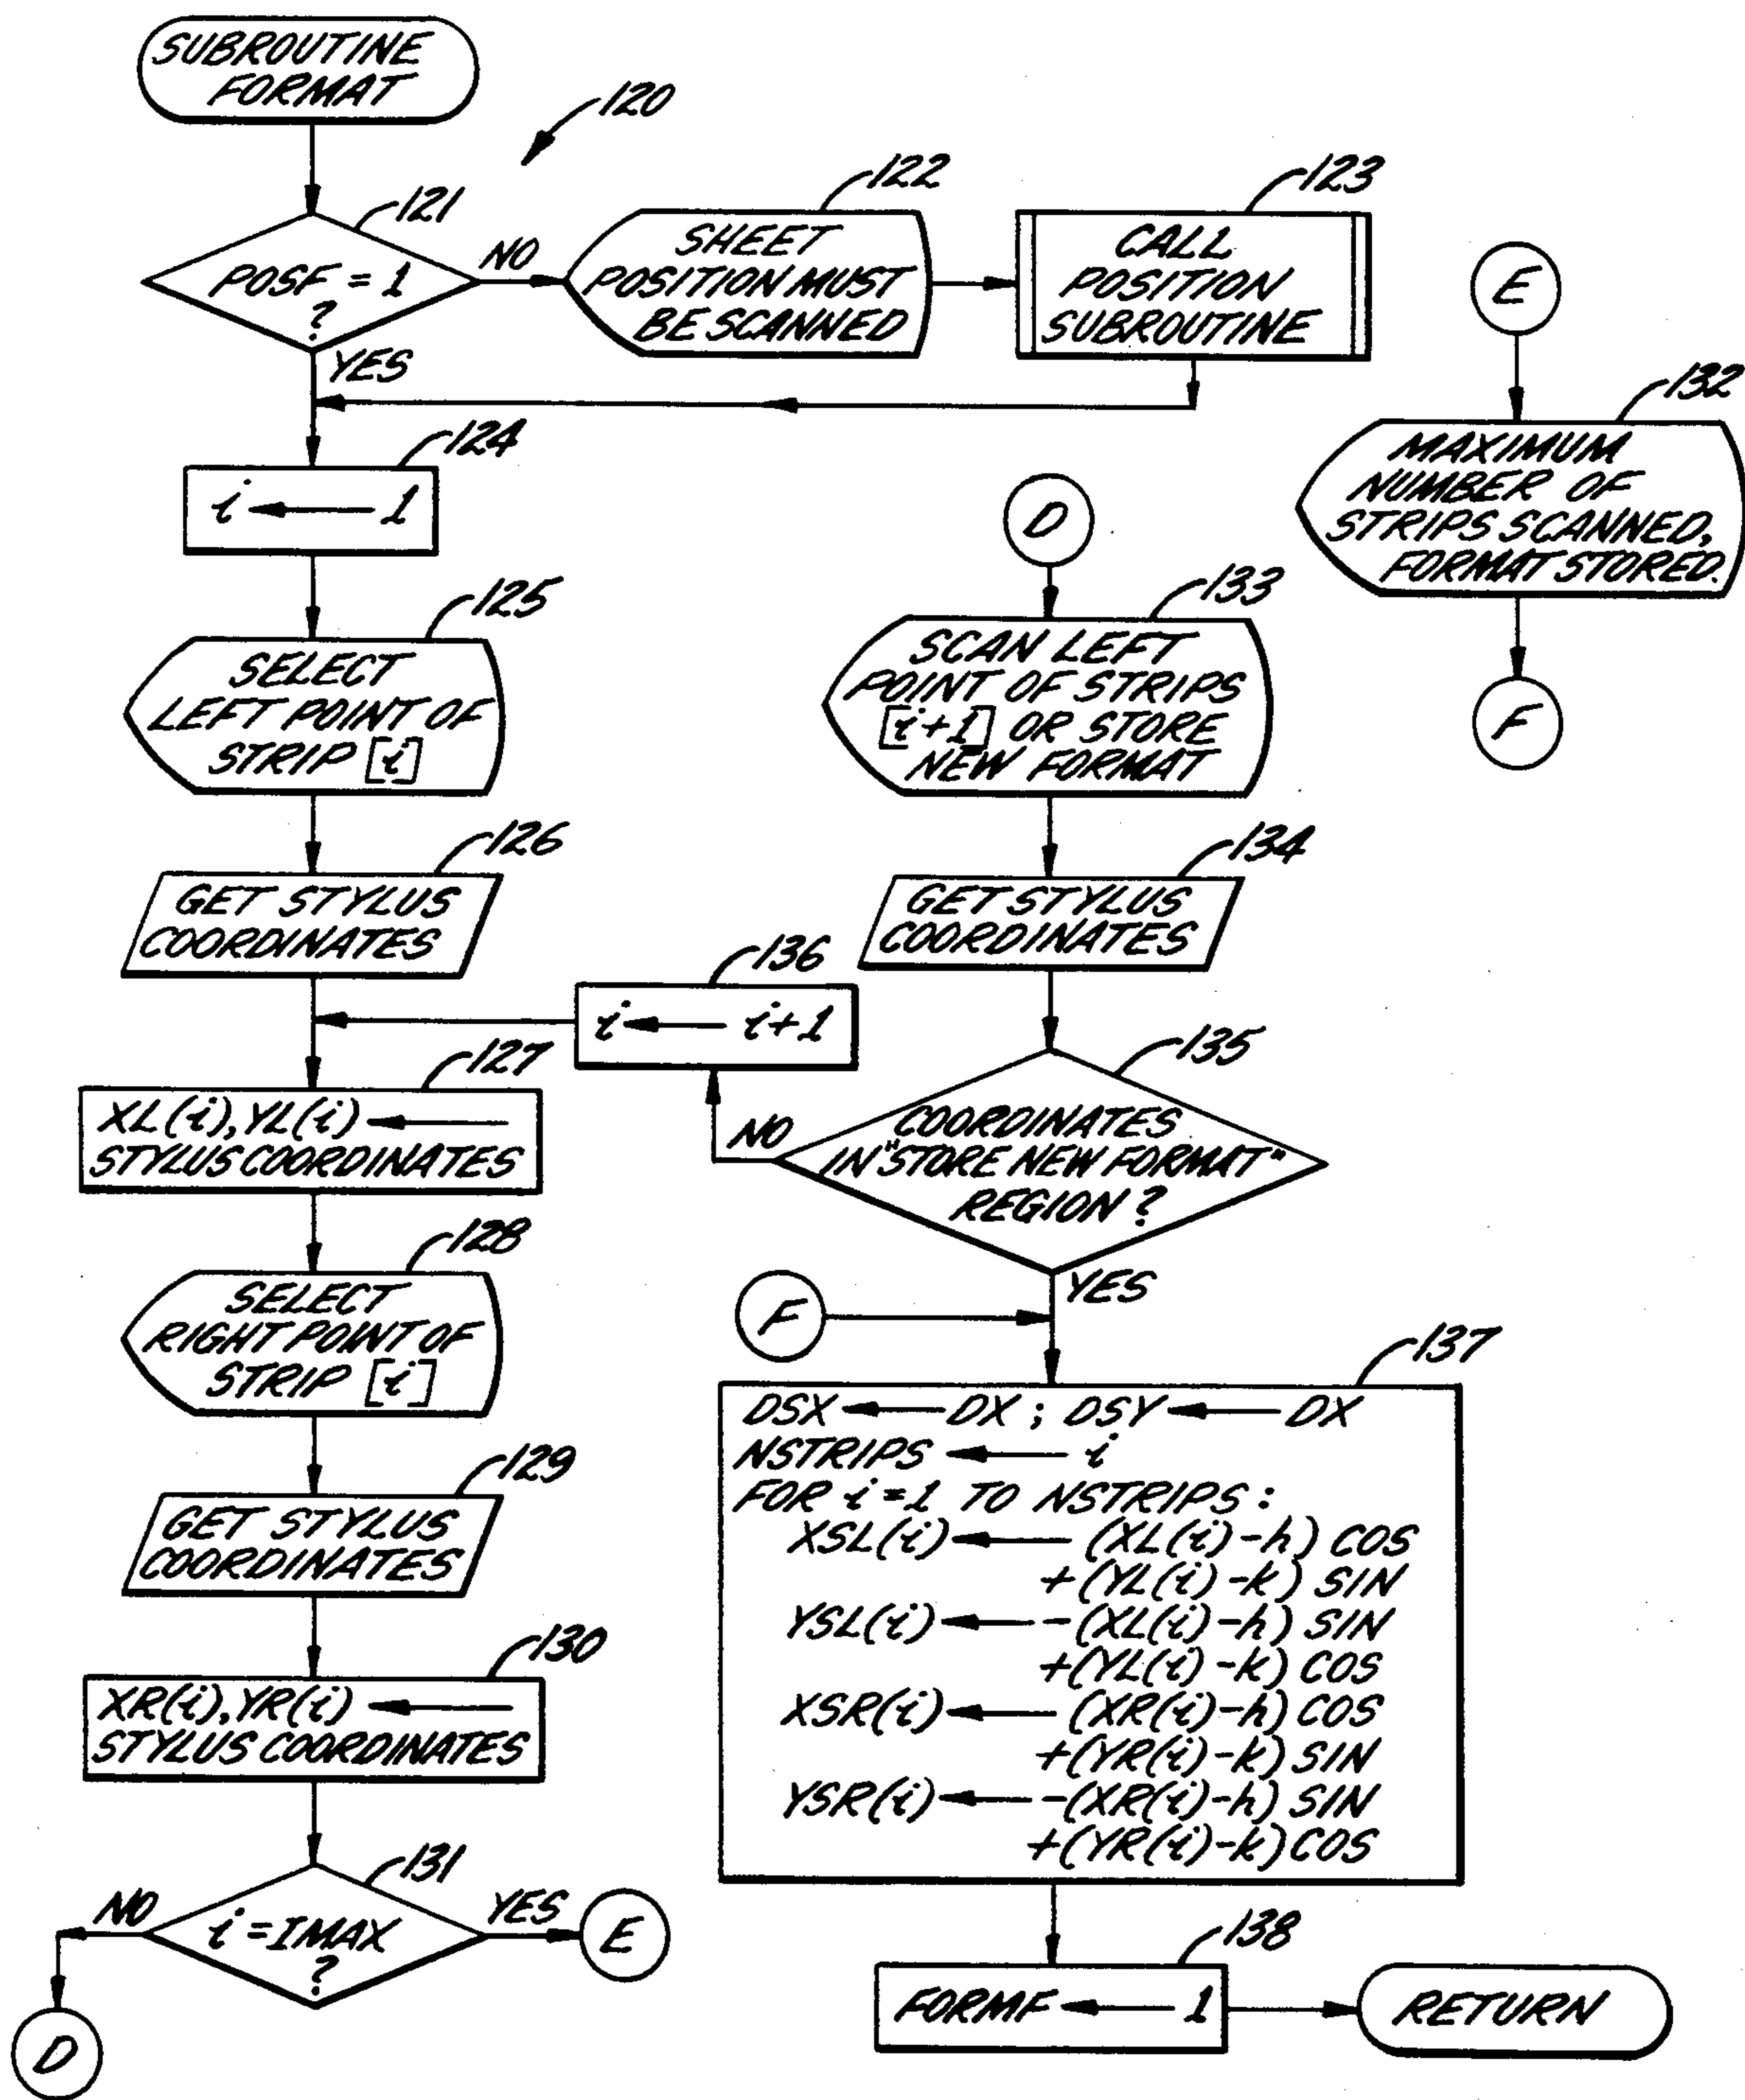 SUBROUTINE
FORMAT
120
121
POSF = 1
?
NO
YES
122
SHEET
POSITION MUST
BE SCANNED
123
CALL
POSITION
SUBROUTINE
124
i ← 1
125
SELECT
LEFT POINT OF
STRIP [i]
126
GET STYLUS
COORDINATES
127
XL(i), YL(i) ←
STYLUS COORDINATES
128
SELECT
RIGHT POINT OF
STRIP [i]
129
GET STYLUS
COORDINATES
130
XR(i), YR(i) ←
STYLUS COORDINATES
131
i = IMAX
?
NO
YES
D
E
E
132
MAXIMUM
NUMBER OF
STRIPS SCANNED,
FORMAT STORED.
F
D
133
SCAN LEFT
POINT OF STRIPS
[i+1] OR STORE
NEW FORMAT
134
GET STYLUS
COORDINATES
135
COORDINATES
IN "STORE NEW FORMAT"
REGION ?
NO
YES
136
i ← i+1
F
137
DSX ← DX ; DSY ← DX
NSTRIPS ← i
FOR i = 1 TO NSTRIPS :
XSL(i) ← (XL(i)-h) COS
+(YL(i)-k) SIN
YSL(i) ← -(XL(i)-h) SIN
+(YL(i)-k) COS
XSR(i) ← (XR(i)-h) COS
+(YR(i)-k) SIN
YSR(i) ← -(XR(i)-h) SIN
+(YR(i)-k) COS
138
FORMF ← 1
RETURN